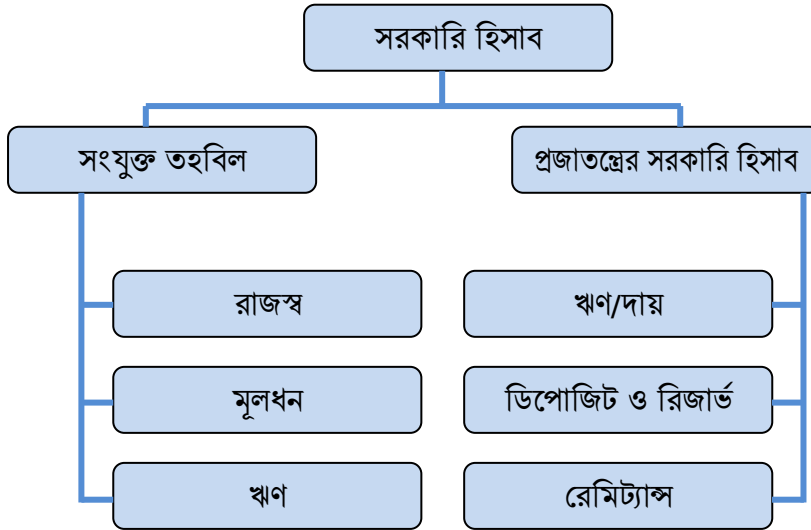 সরকারি হিসাব
সংযুক্ত তহবিল
প্রজাতন্ত্রের সরকারি হিসাব
রাজস্ব
ঋণ/দায়
মূলধন
ডিপোজিট ও রিজার্ভ
ঋণ
রেমিট্যান্স